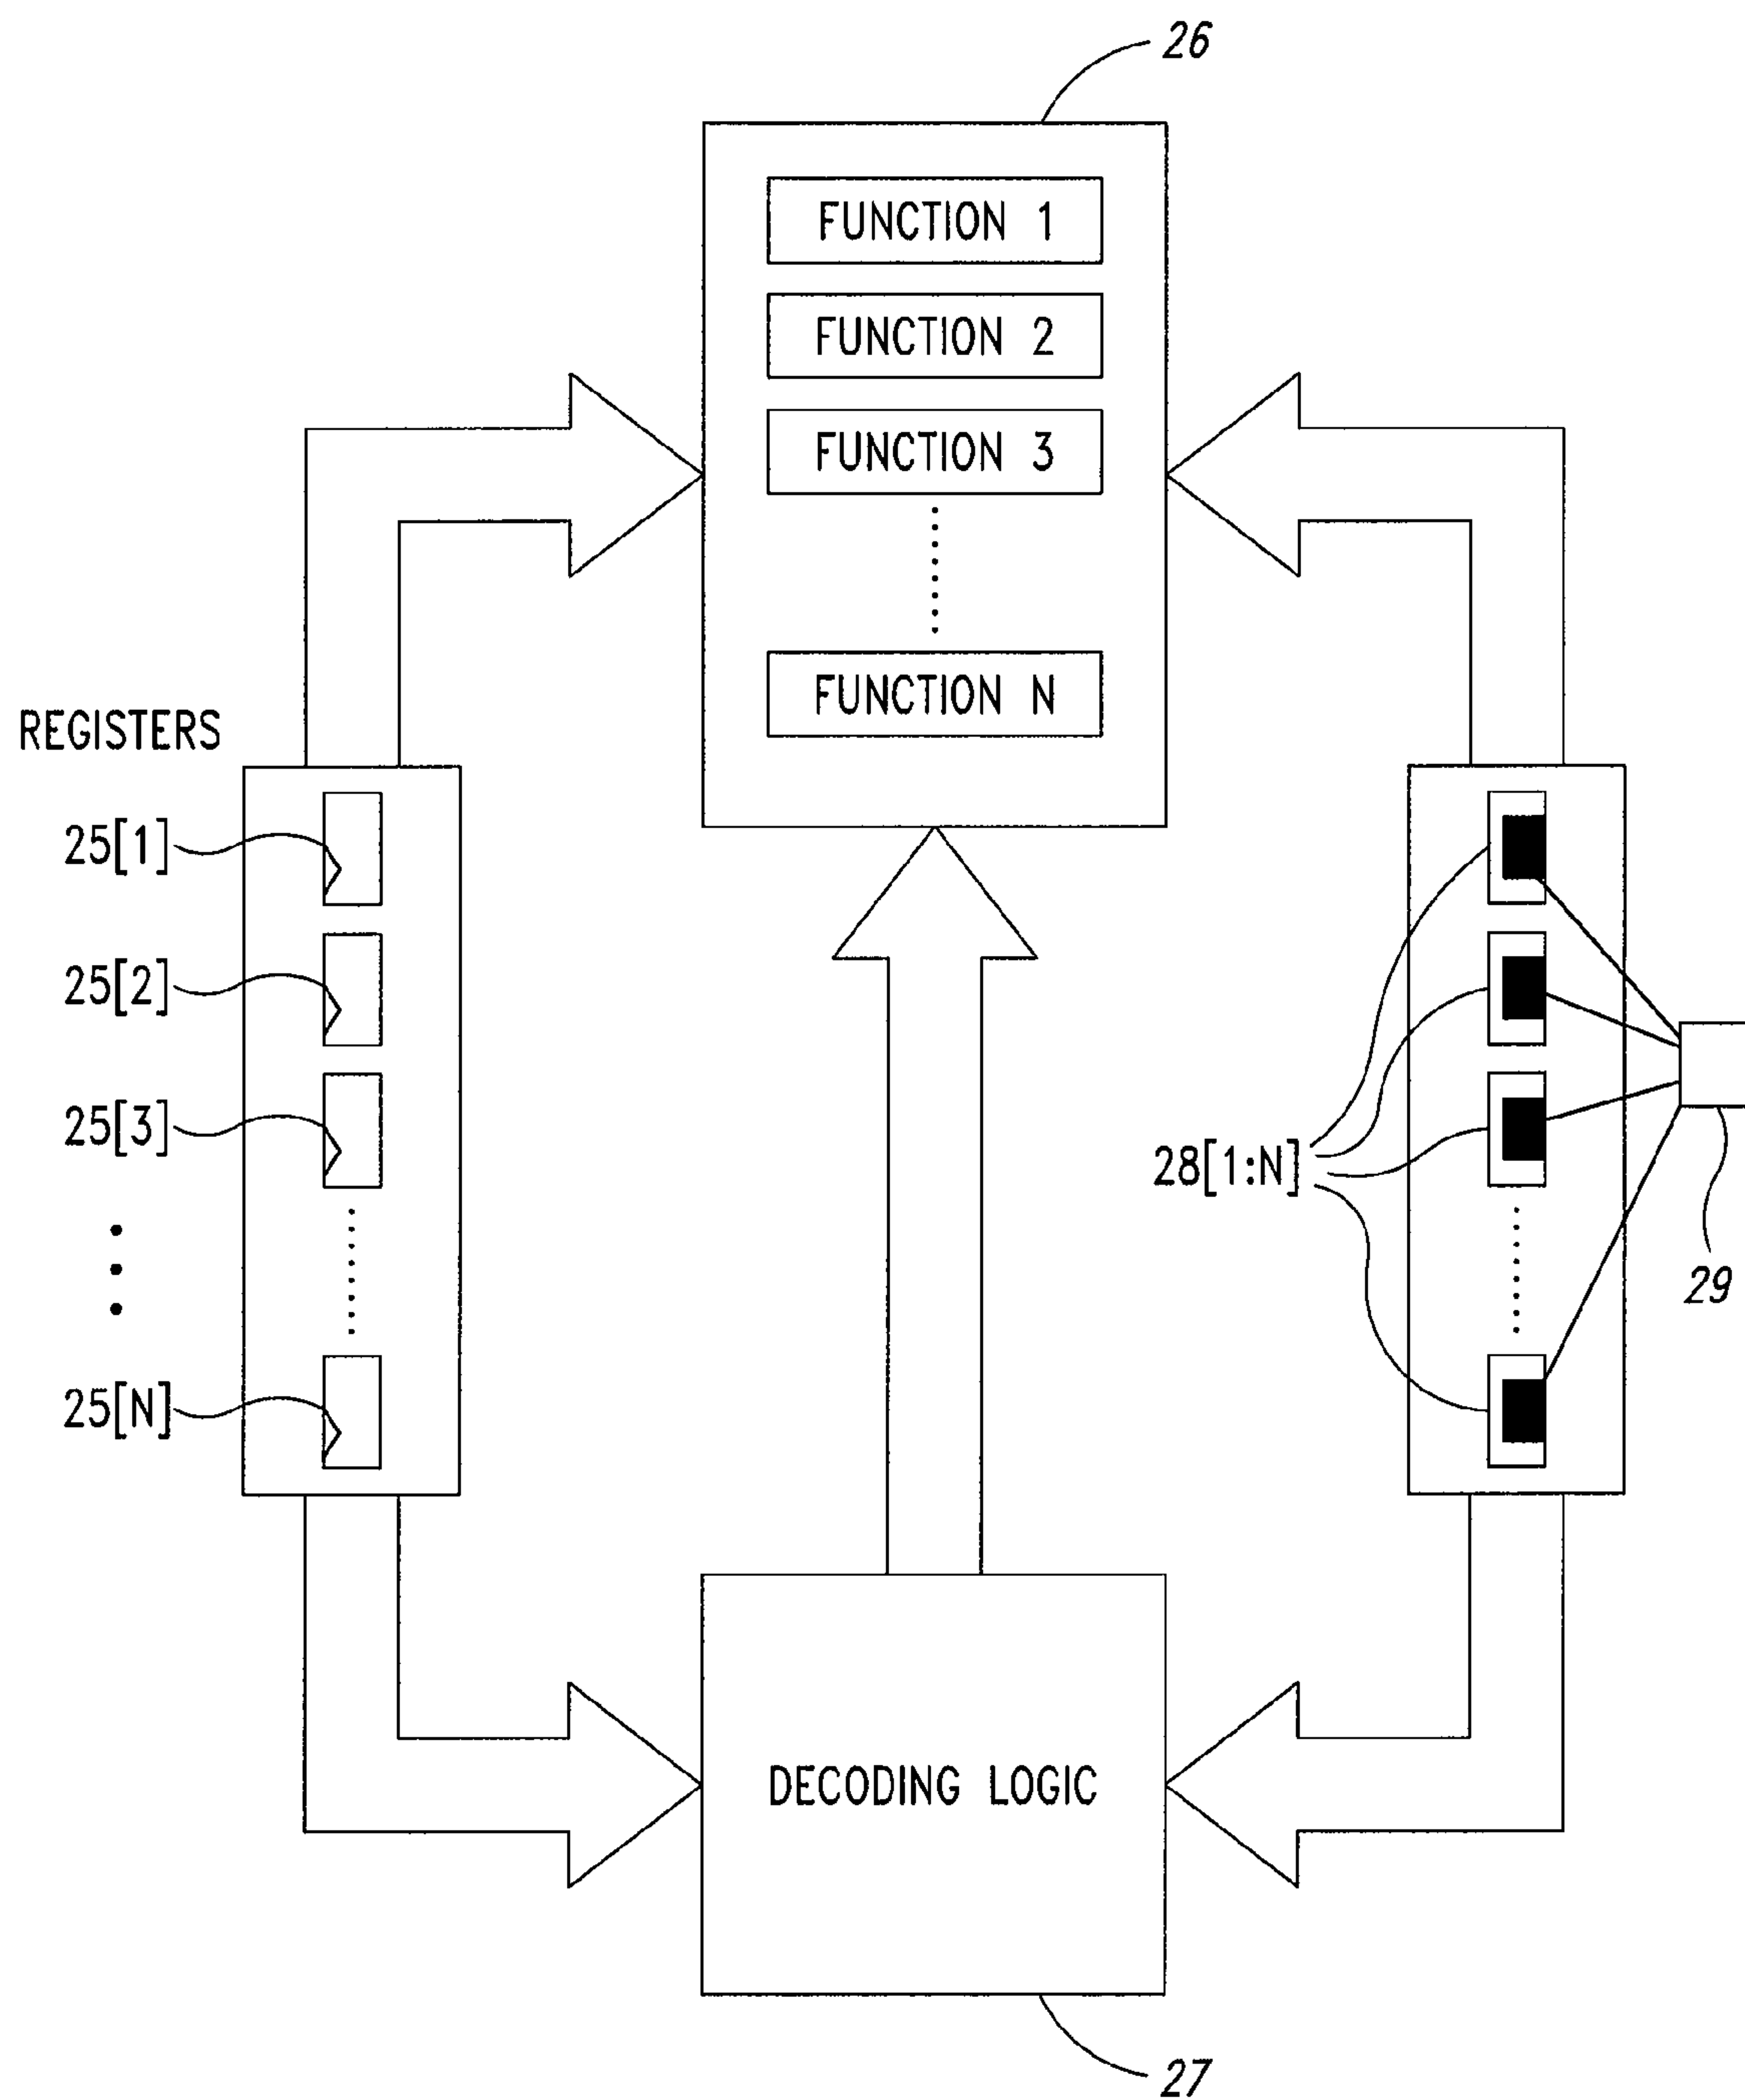 26
FUNCTION 1
FUNCTION 2
FUNCTION 3
FUNCTION N
REGISTERS
25[1]
25[2]
25[3]
25[N]
28[1:N]
29
DECODING LOGIC
27